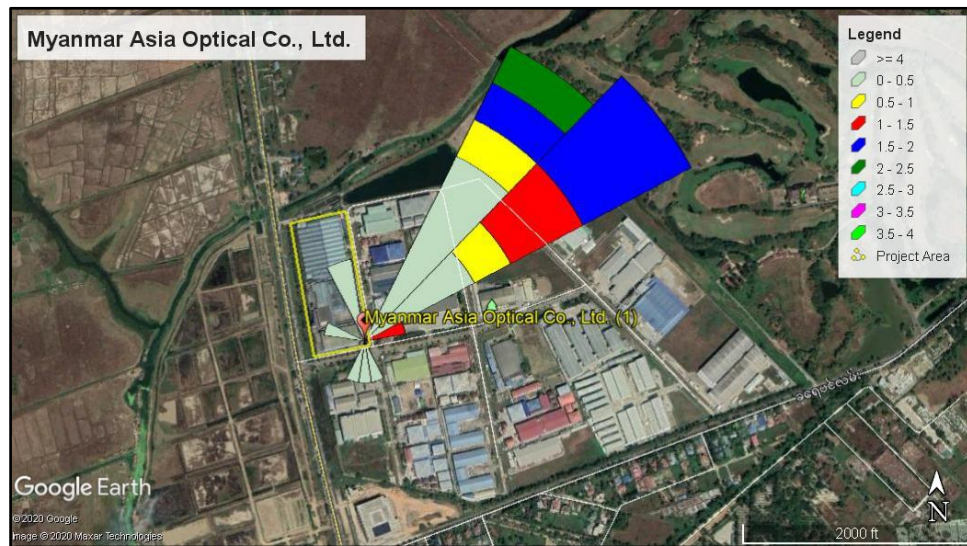 Myanmar Asia Optical Co., Ltd.
Legend
>= 4
0 - 0.5
0.5 - 1
1 - 1.5
1.5 - 2
2 - 2.5
2.5 - 3
3 - 3.5
3.5 - 4
Project Area
Myanmar Asia Optical Co., Ltd. (1)
Google Earth
©2020 Google
Image © 2020 Maxar Technologies
N
2000 ft